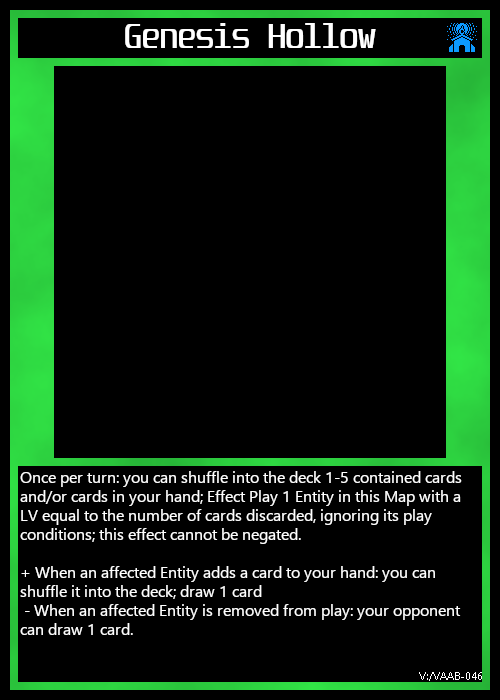 Genesis Hollow
Once per turn: you can shuffle into the deck 1-5 contained cards
and/or cards in your hand; Effect Play 1 Entity in this Map with a
LV equal to the number of cards discarded, ignoring its play
conditions; this effect cannot be negated.
+ When an affected Entity adds a card to your hand: you can
shuffle it into the deck; draw 1 card
- When an affected Entity is removed from play: your opponent
can draw 1 card.
V:/VAAB-046